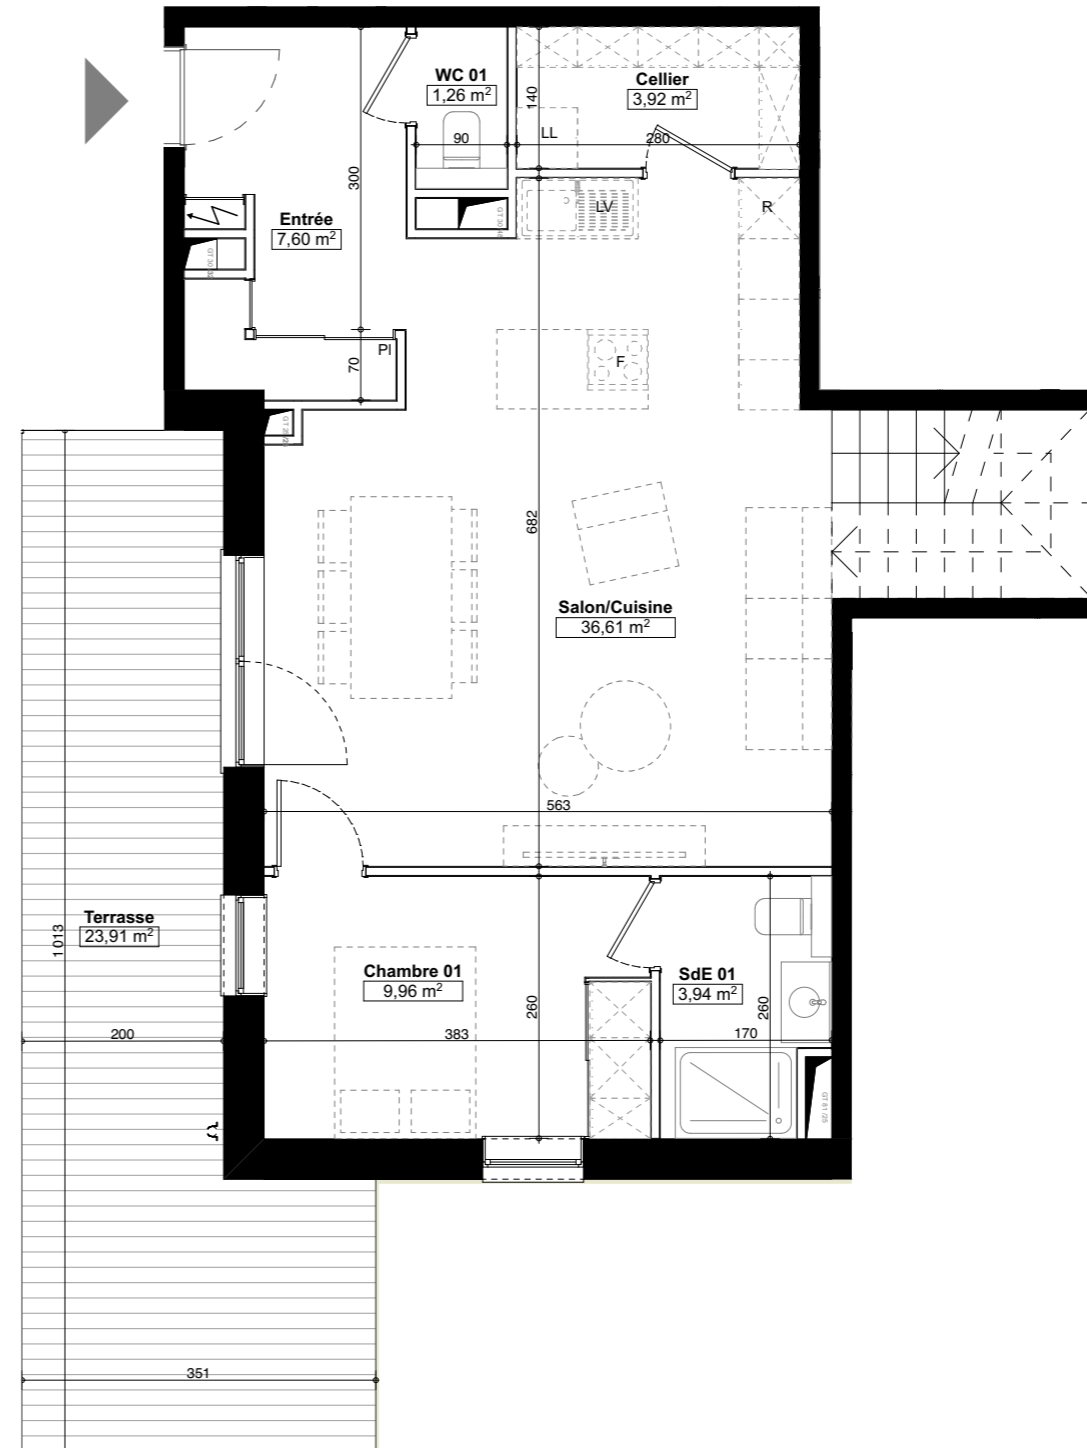 WC 01
1,26 m²
Cellier
3,92 m²
140
90
LL
280
300
LV
R
Entrée
7,60 m²
Pl
70
F
682
Salon/Cuisine
36,61 m²
563
Terrasse
23,91 m²
1 013
Chambre 01
9,96 m²
SdE 01
3,94 m²
260
260
200
383
170
351